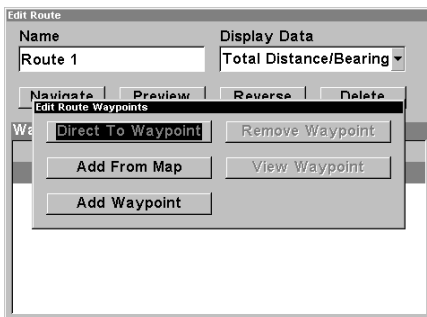 Edit Route
Name Display Data
Route 1 Total Distance/Bearing
Navigate Preview Reverse Delete
Edit Route Waypoints
Wa
Direct To Waypoint Remove Waypoint
Add From Map View Waypoint
Add Waypoint